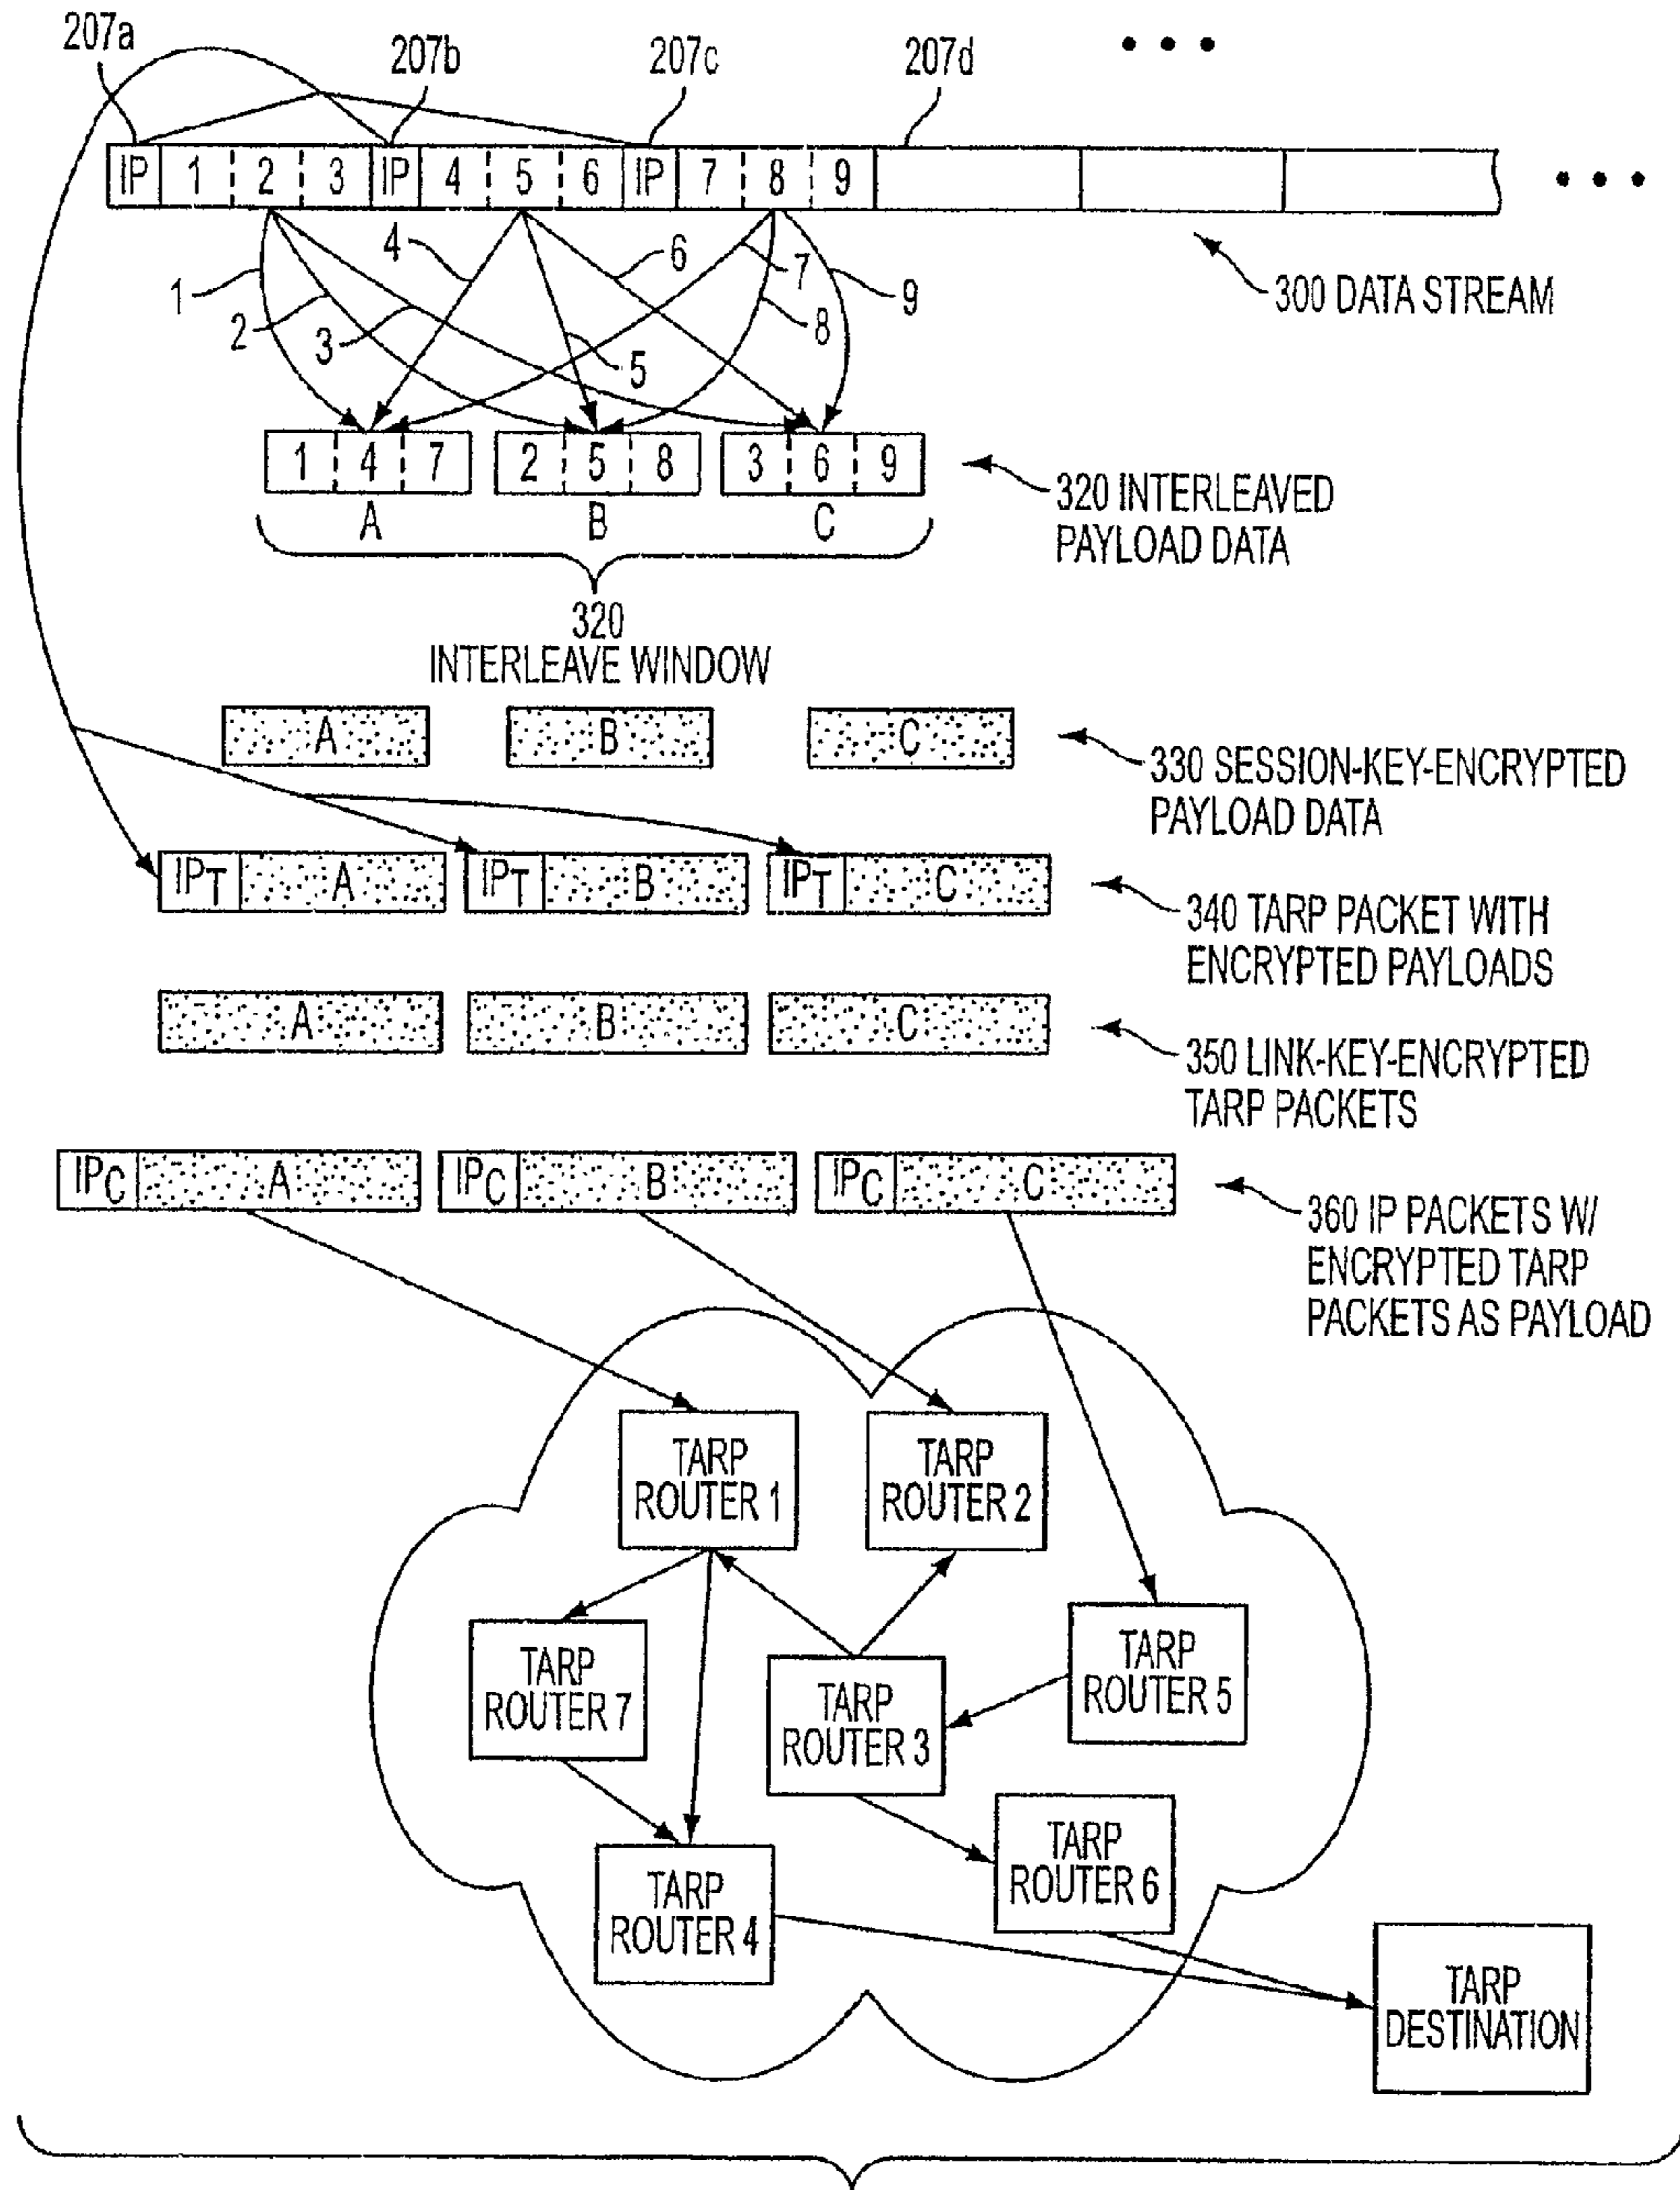 207a 207b 207c 207d • • •
IP 1 2 3 IP 4 5 6 IP 7 8 9 • • •
1 2 3 4 5 6 7 8 9
300 DATA STREAM
1 4 7 2 5 8 3 6 9
A B C
320 INTERLEAVED
PAYLOAD DATA
320
INTERLEAVE WINDOW
A B C
330 SESSION-KEY-ENCRYPTED
PAYLOAD DATA
IPT A IPT B IPT C
340 TARP PACKET WITH
ENCRYPTED PAYLOADS
A B C
350 LINK-KEY-ENCRYPTED
TARP PACKETS
IPC A IPC B IPC C
360 IP PACKETS W/
ENCRYPTED TARP
PACKETS AS PAYLOAD
TARP
ROUTER 1
TARP
ROUTER 2
TARP
ROUTER 7
TARP
ROUTER 3
TARP
ROUTER 5
TARP
ROUTER 4
TARP
ROUTER 6
TARP
DESTINATION